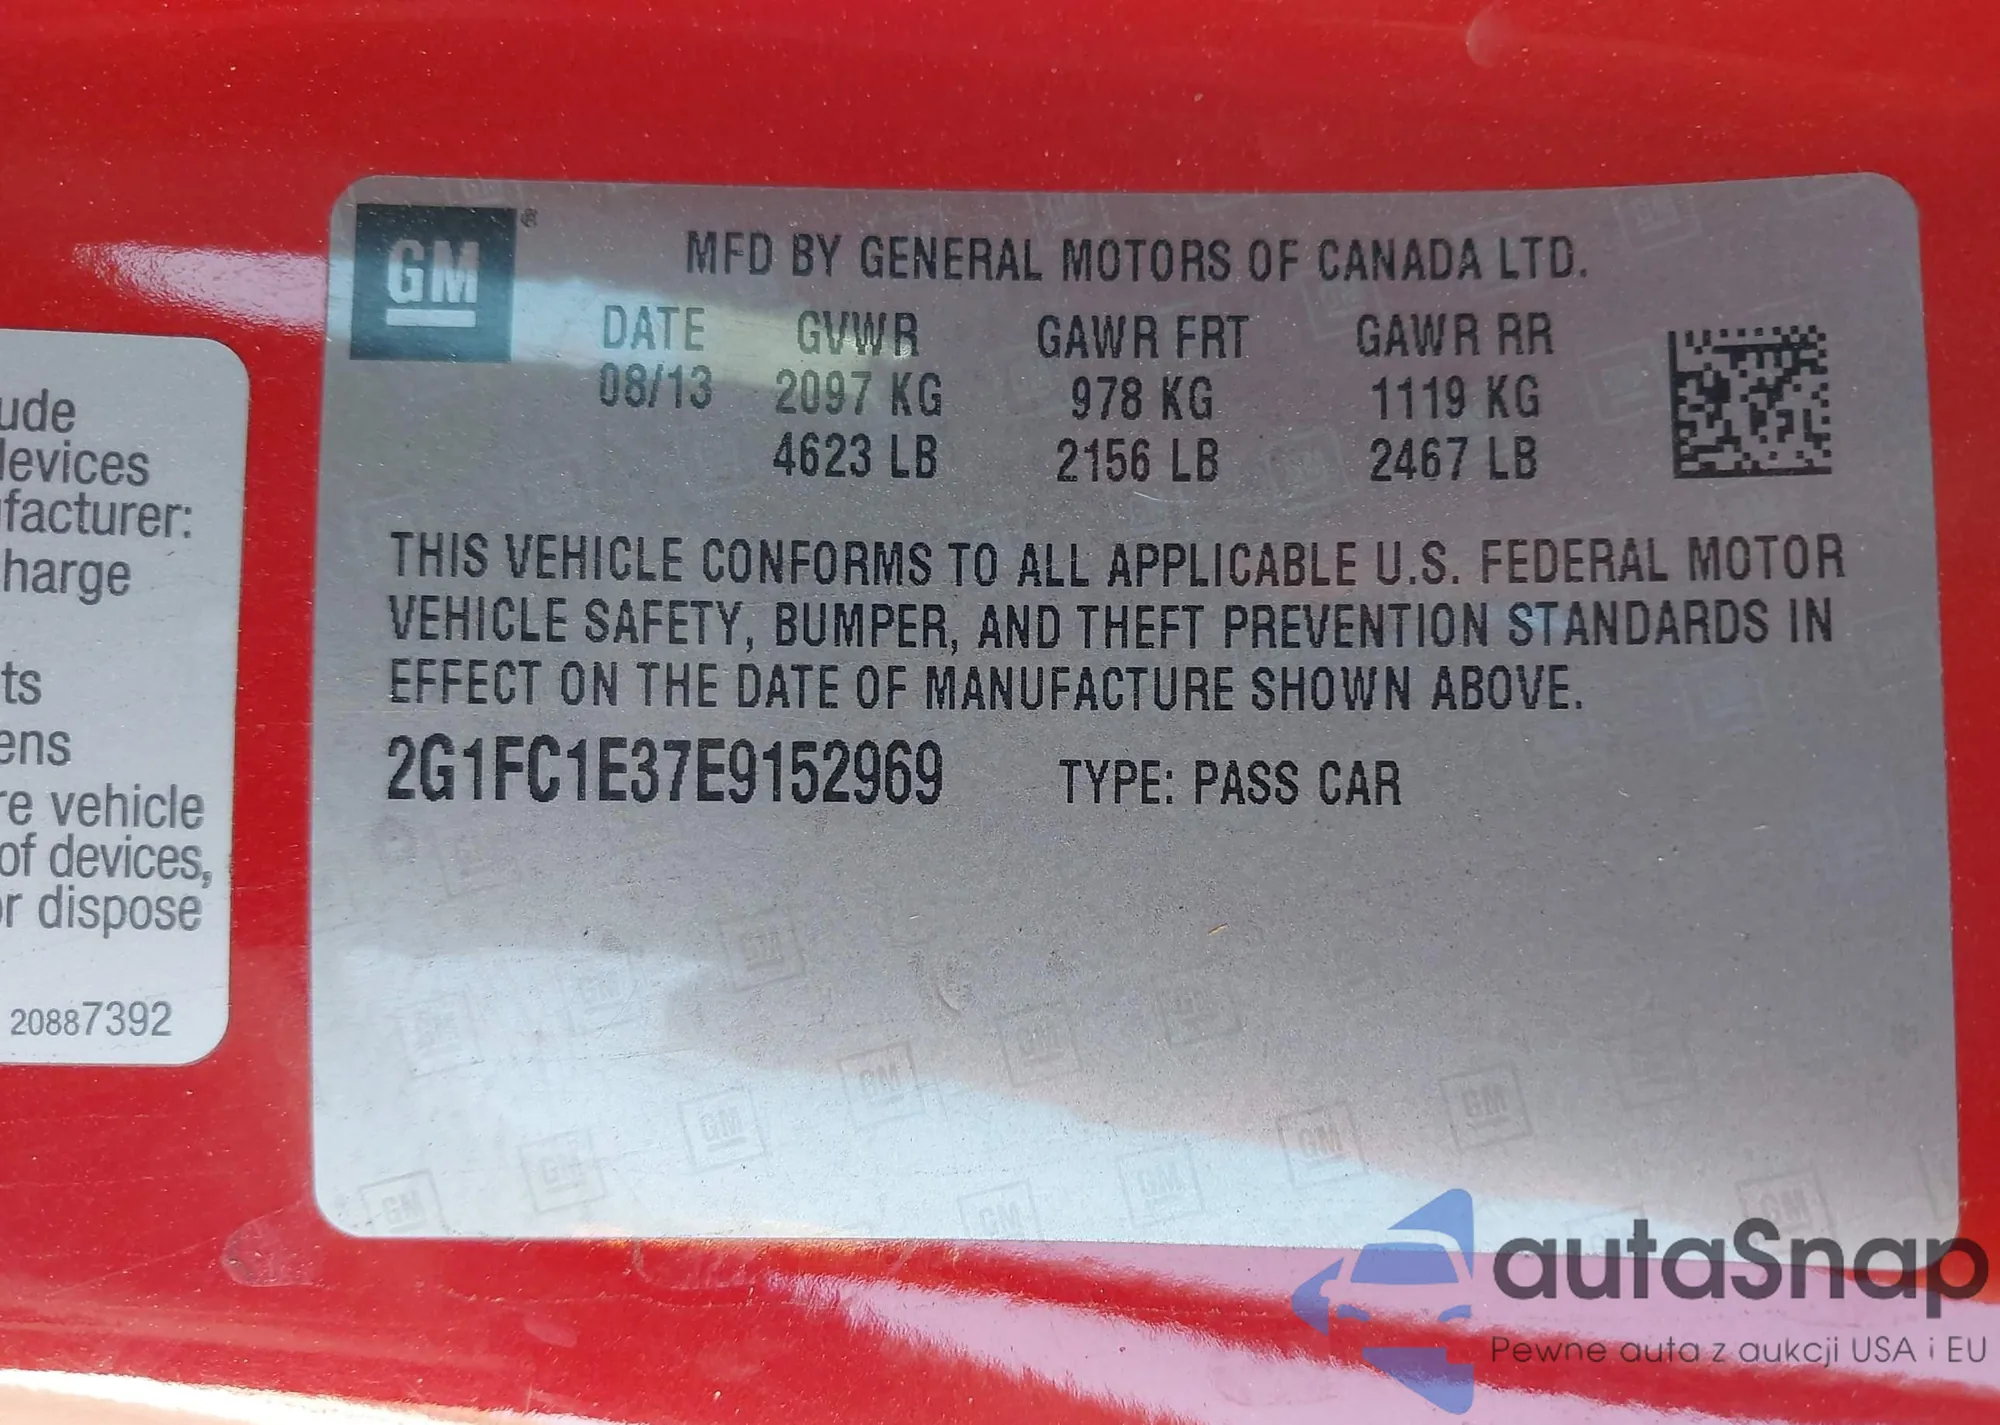 GM®
MFD BY GENERAL MOTORS OF CANADA LTD.
DATE GVWR GAWR FRT GAWR RR
08/13 2097 KG 978 KG 1119 KG
4623 LB 2156 LB 2467 LB
THIS VEHICLE CONFORMS TO ALL APPLICABLE U.S. FEDERAL MOTOR
VEHICLE SAFETY, BUMPER, AND THEFT PREVENTION STANDARDS IN
EFFECT ON THE DATE OF MANUFACTURE SHOWN ABOVE.
2G1FC1E37E9152969 TYPE: PASS CAR
ude
levices
facturer:
harge
ts
ens
re vehicle
of devices,
or dispose
20887392
autaSnap
Pewne auta z aukcji USA i EU